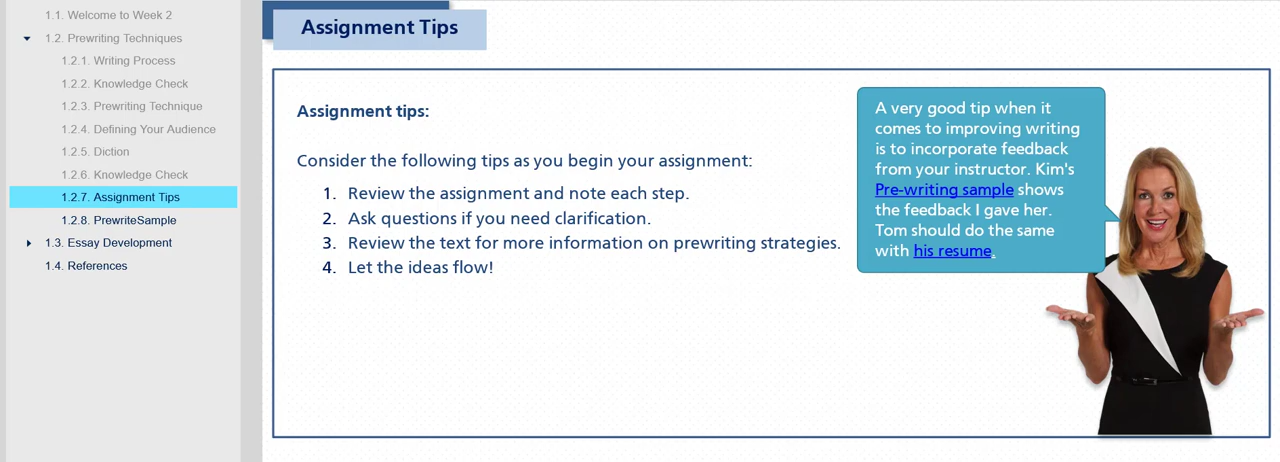 1.1. Welcome to Week 2
1.2. Prewriting Techniques
1.2.1. Writing Process
1.2.2. Knowledge Check
1.2.3. Prewriting Technique
1.2.4. Defining Your Audience
1.2.5. Diction
1.2.6. Knowledge Check
1.2.7. Assignment Tips
1.2.8. PrewriteSample
1.3. Essay Development
1.4. References
Assignment Tips
Assignment tips:
Consider the following tips as you begin your assignment:
1. Review the assignment and note each step.
2. Ask questions if you need clarification.
3. Review the text for more information on prewriting strategies.
4. Let the ideas flow!
A very good tip when it
comes to improving writing
is to incorporate feedback
from your instructor. Kim's
Pre-writing sample shows
the feedback I gave her.
Tom should do the same
with his resume.